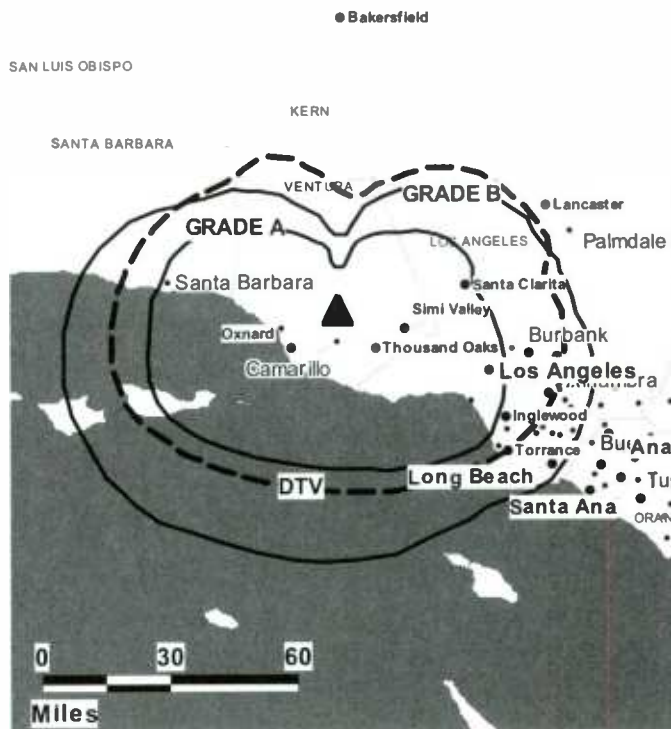 Bakersfield
SAN LUIS OBISPO
KERN
SANTA BARBARA
VENTURA
GRADE B
Lancaster
GRADE A
LOS ANGELES
Palmdale
Santa Barbara
Santa Clarita
Simi Valley
Oxnard
Burbank
Thousand Oaks
Camarillo
Los Angeles
Inglewood
Torrance
Long Beach
DTV
Santa Ana
0 30 60
Miles